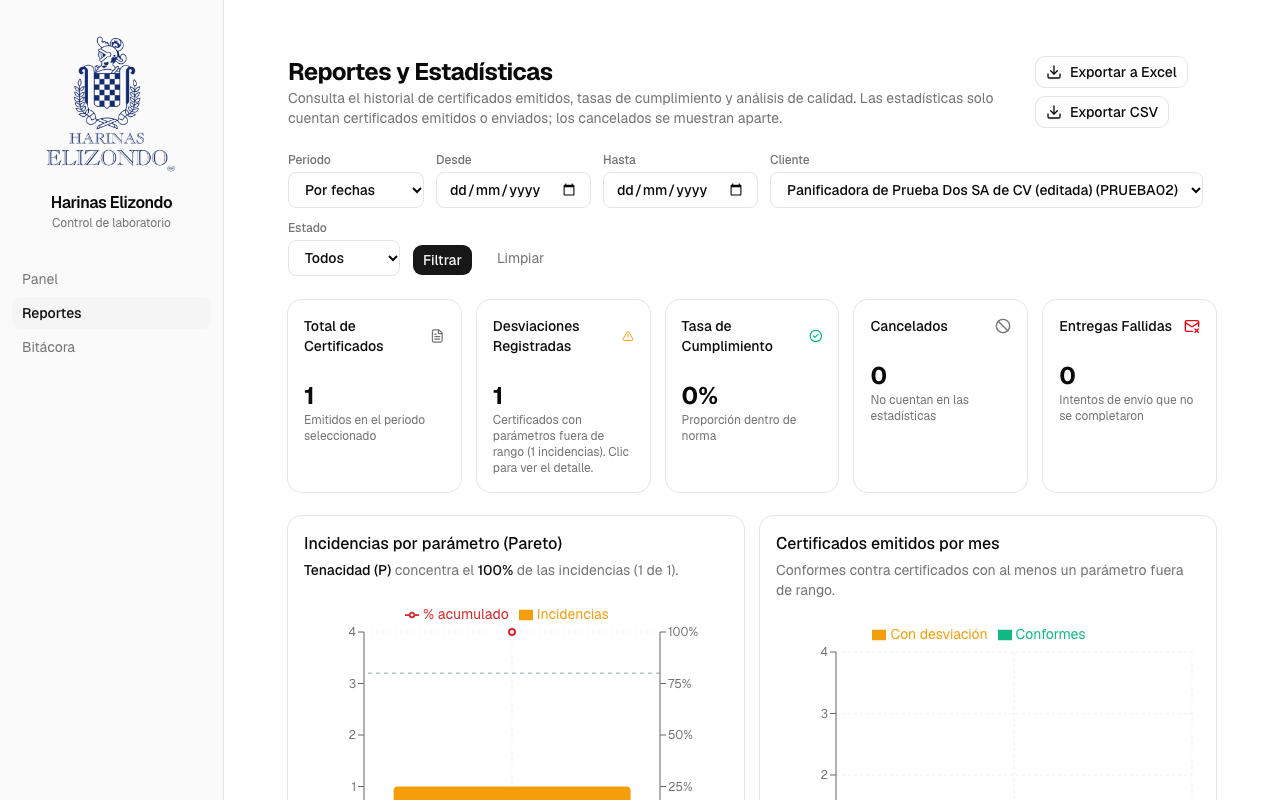 HARINAS
ELIZONDO
Harinas Elizondo
Control de laboratorio
Panel
Reportes
Bitácora
Reportes y Estadísticas
Consulta el historial de certificados emitidos, tasas de cumplimiento y análisis de calidad. Las estadísticas solo
cuentan certificados emitidos o enviados; los cancelados se muestran aparte.
Exportar a Excel
Exportar CSV
Periodo
Desde
Hasta
Cliente
Por fechas
dd/mm/yyyy
dd/mm/yyyy
Panificadora de Prueba Dos SA de CV (editada) (PRUEBA02)
Estado
Todos
Filtrar
Limpiar
Total de
Certificados
1
Emitidos en el periodo
seleccionado
Desviaciones
Registradas
1
Certificados con
parámetros fuera de
rango (1 incidencias). Clic
para ver el detalle.
Tasa de
Cumplimiento
0%
Proporción dentro de
norma
Cancelados
0
No cuentan en las
estadísticas
Entregas Fallidas
0
Intentos de envío que no
se completaron
Incidencias por parámetro (Pareto)
Tenacidad (P) concentra el 100% de las incidencias (1 de 1).
% acumulado
Incidencias
4
3
2
1
100%
75%
50%
25%
Certificados emitidos por mes
Conformes contra certificados con al menos un parámetro fuera
de rango.
Con desviación
Conformes
4
3
2